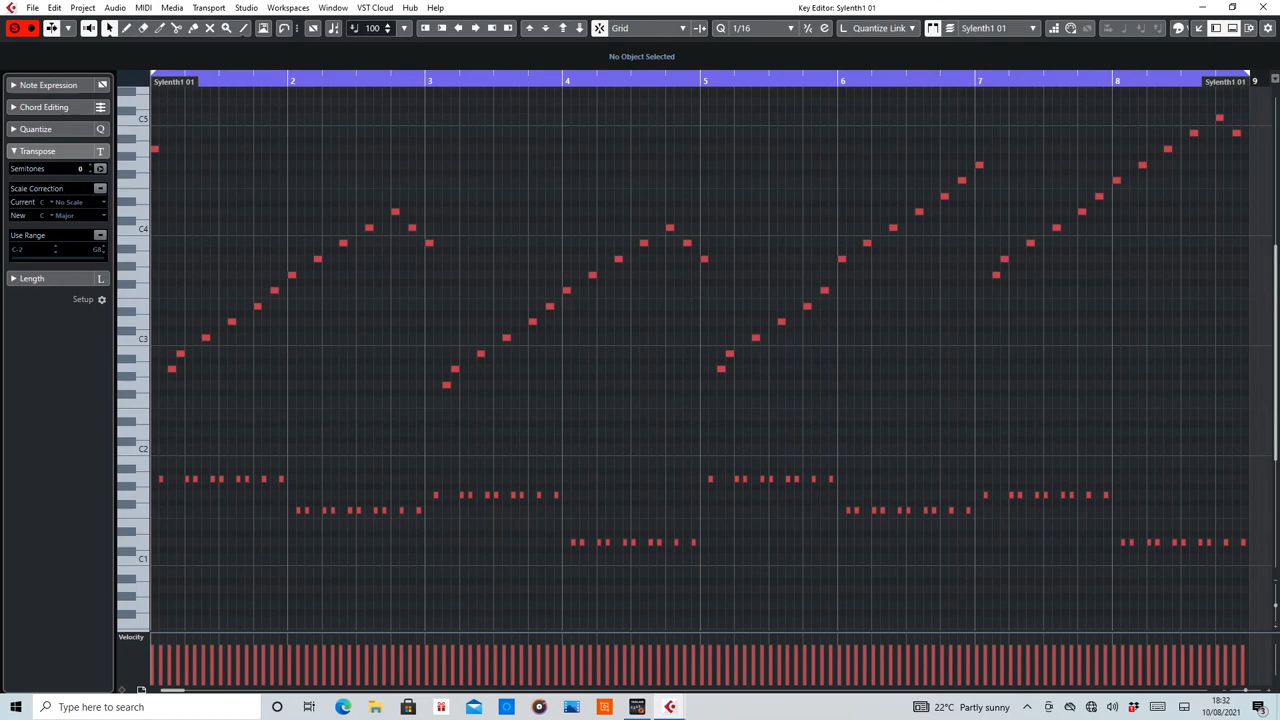 Key Editor: Sylenth1 01
File Edit Project Audio MIDI Media Transport Studio Workspaces Window VST Cloud Hub Help
S 100 Grid Q 1/16 Quantize Link Sylenth1 01
No Object Selected
Sylenth1 01 2 3 4 5 6 7 8 Sylenth1 01 9
Note Expression
Chord Editing
Quantize Q
Transpose T
Semitones 0
Scale Correction
Current C No Scale
New C Major
Use Range
C-2 G8
Length L
Setup
C5
C4
C3
C2
C1
Velocity
Type here to search
22°C Partly sunny
18:32
10/08/2021
3